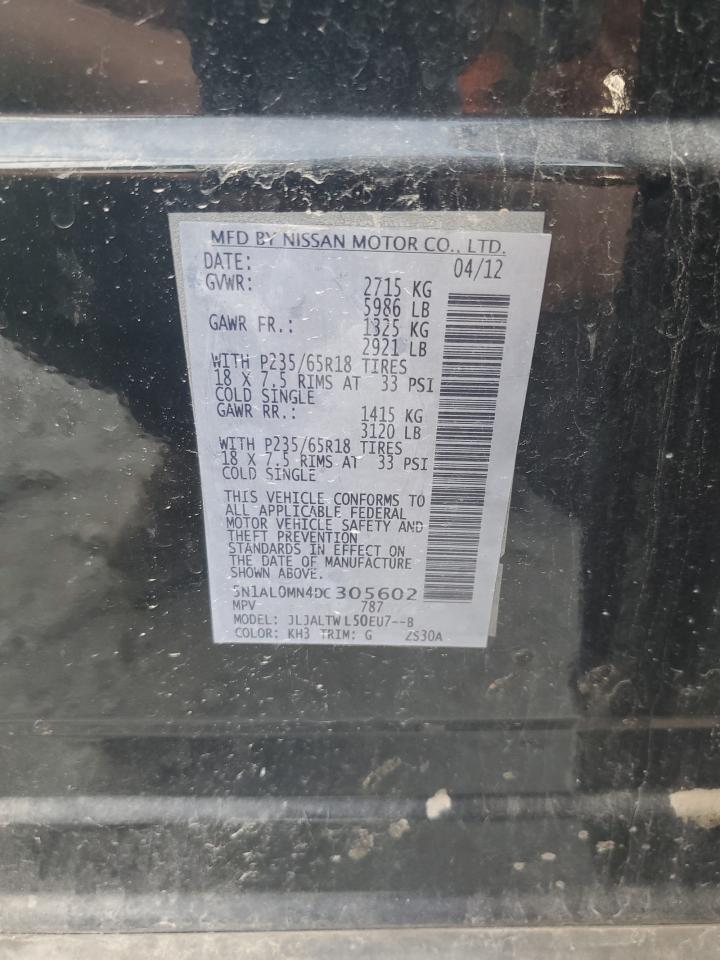 MFD BY NISSAN MOTOR CO., LTD.
DATE: 04/12
GVWR: 2715 KG
5986 LB
GAWR FR.: 1325 KG
2921 LB
WITH P235/65R18 TIRES
18 X 7.5 RIMS AT 33 PSI
COLD SINGLE
GAWR RR.: 1415 KG
3120 LB
WITH P235/65R18 TIRES
18 X 7.5 RIMS AT 33 PSI
COLD SINGLE
THIS VEHICLE CONFORMS TO
ALL APPLICABLE FEDERAL
MOTOR VEHICLE SAFETY AND
THEFT PREVENTION
STANDARDS IN EFFECT ON
THE DATE OF MANUFACTURE
SHOWN ABOVE.
5N1AL0MN4DC305602
MPV 787
MODEL: JLJALTWL50EU7--B
COLOR: KH3 TRIM: G ZS30A